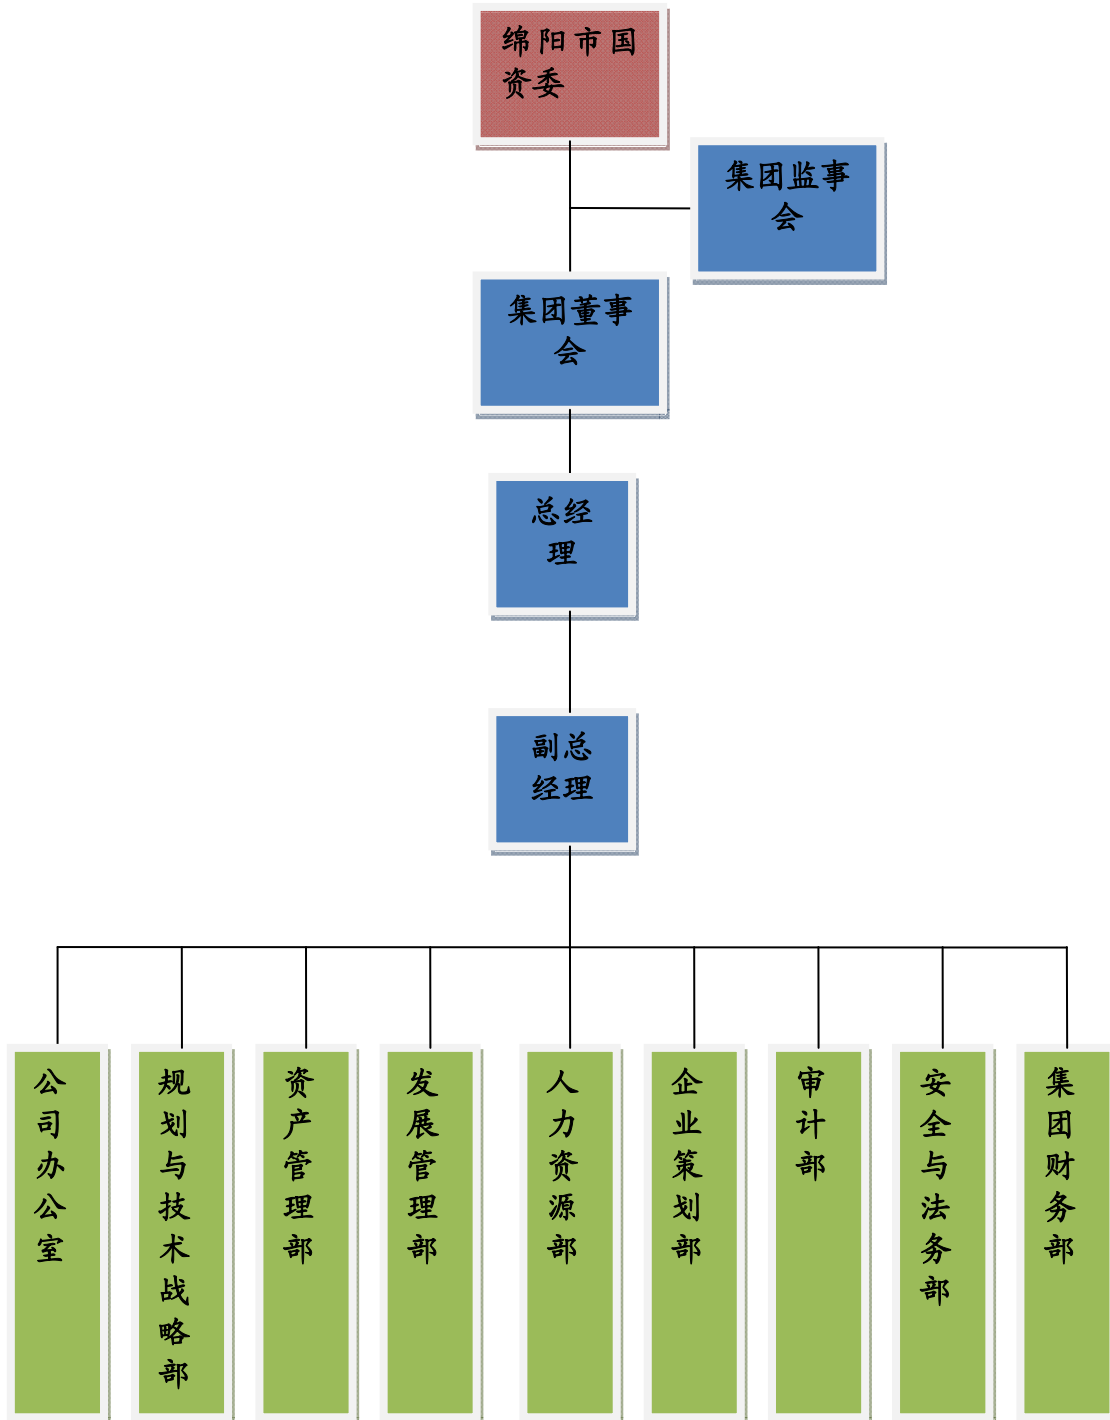 绵阳市国
资委
集团监事
会
集团董事
会
总经
理
副总
经理
公司办公室
规划与技术战略部
资产管理部
发展管理部
人力资源部
企业策划部
审计部
安全与法务部
集团财务部